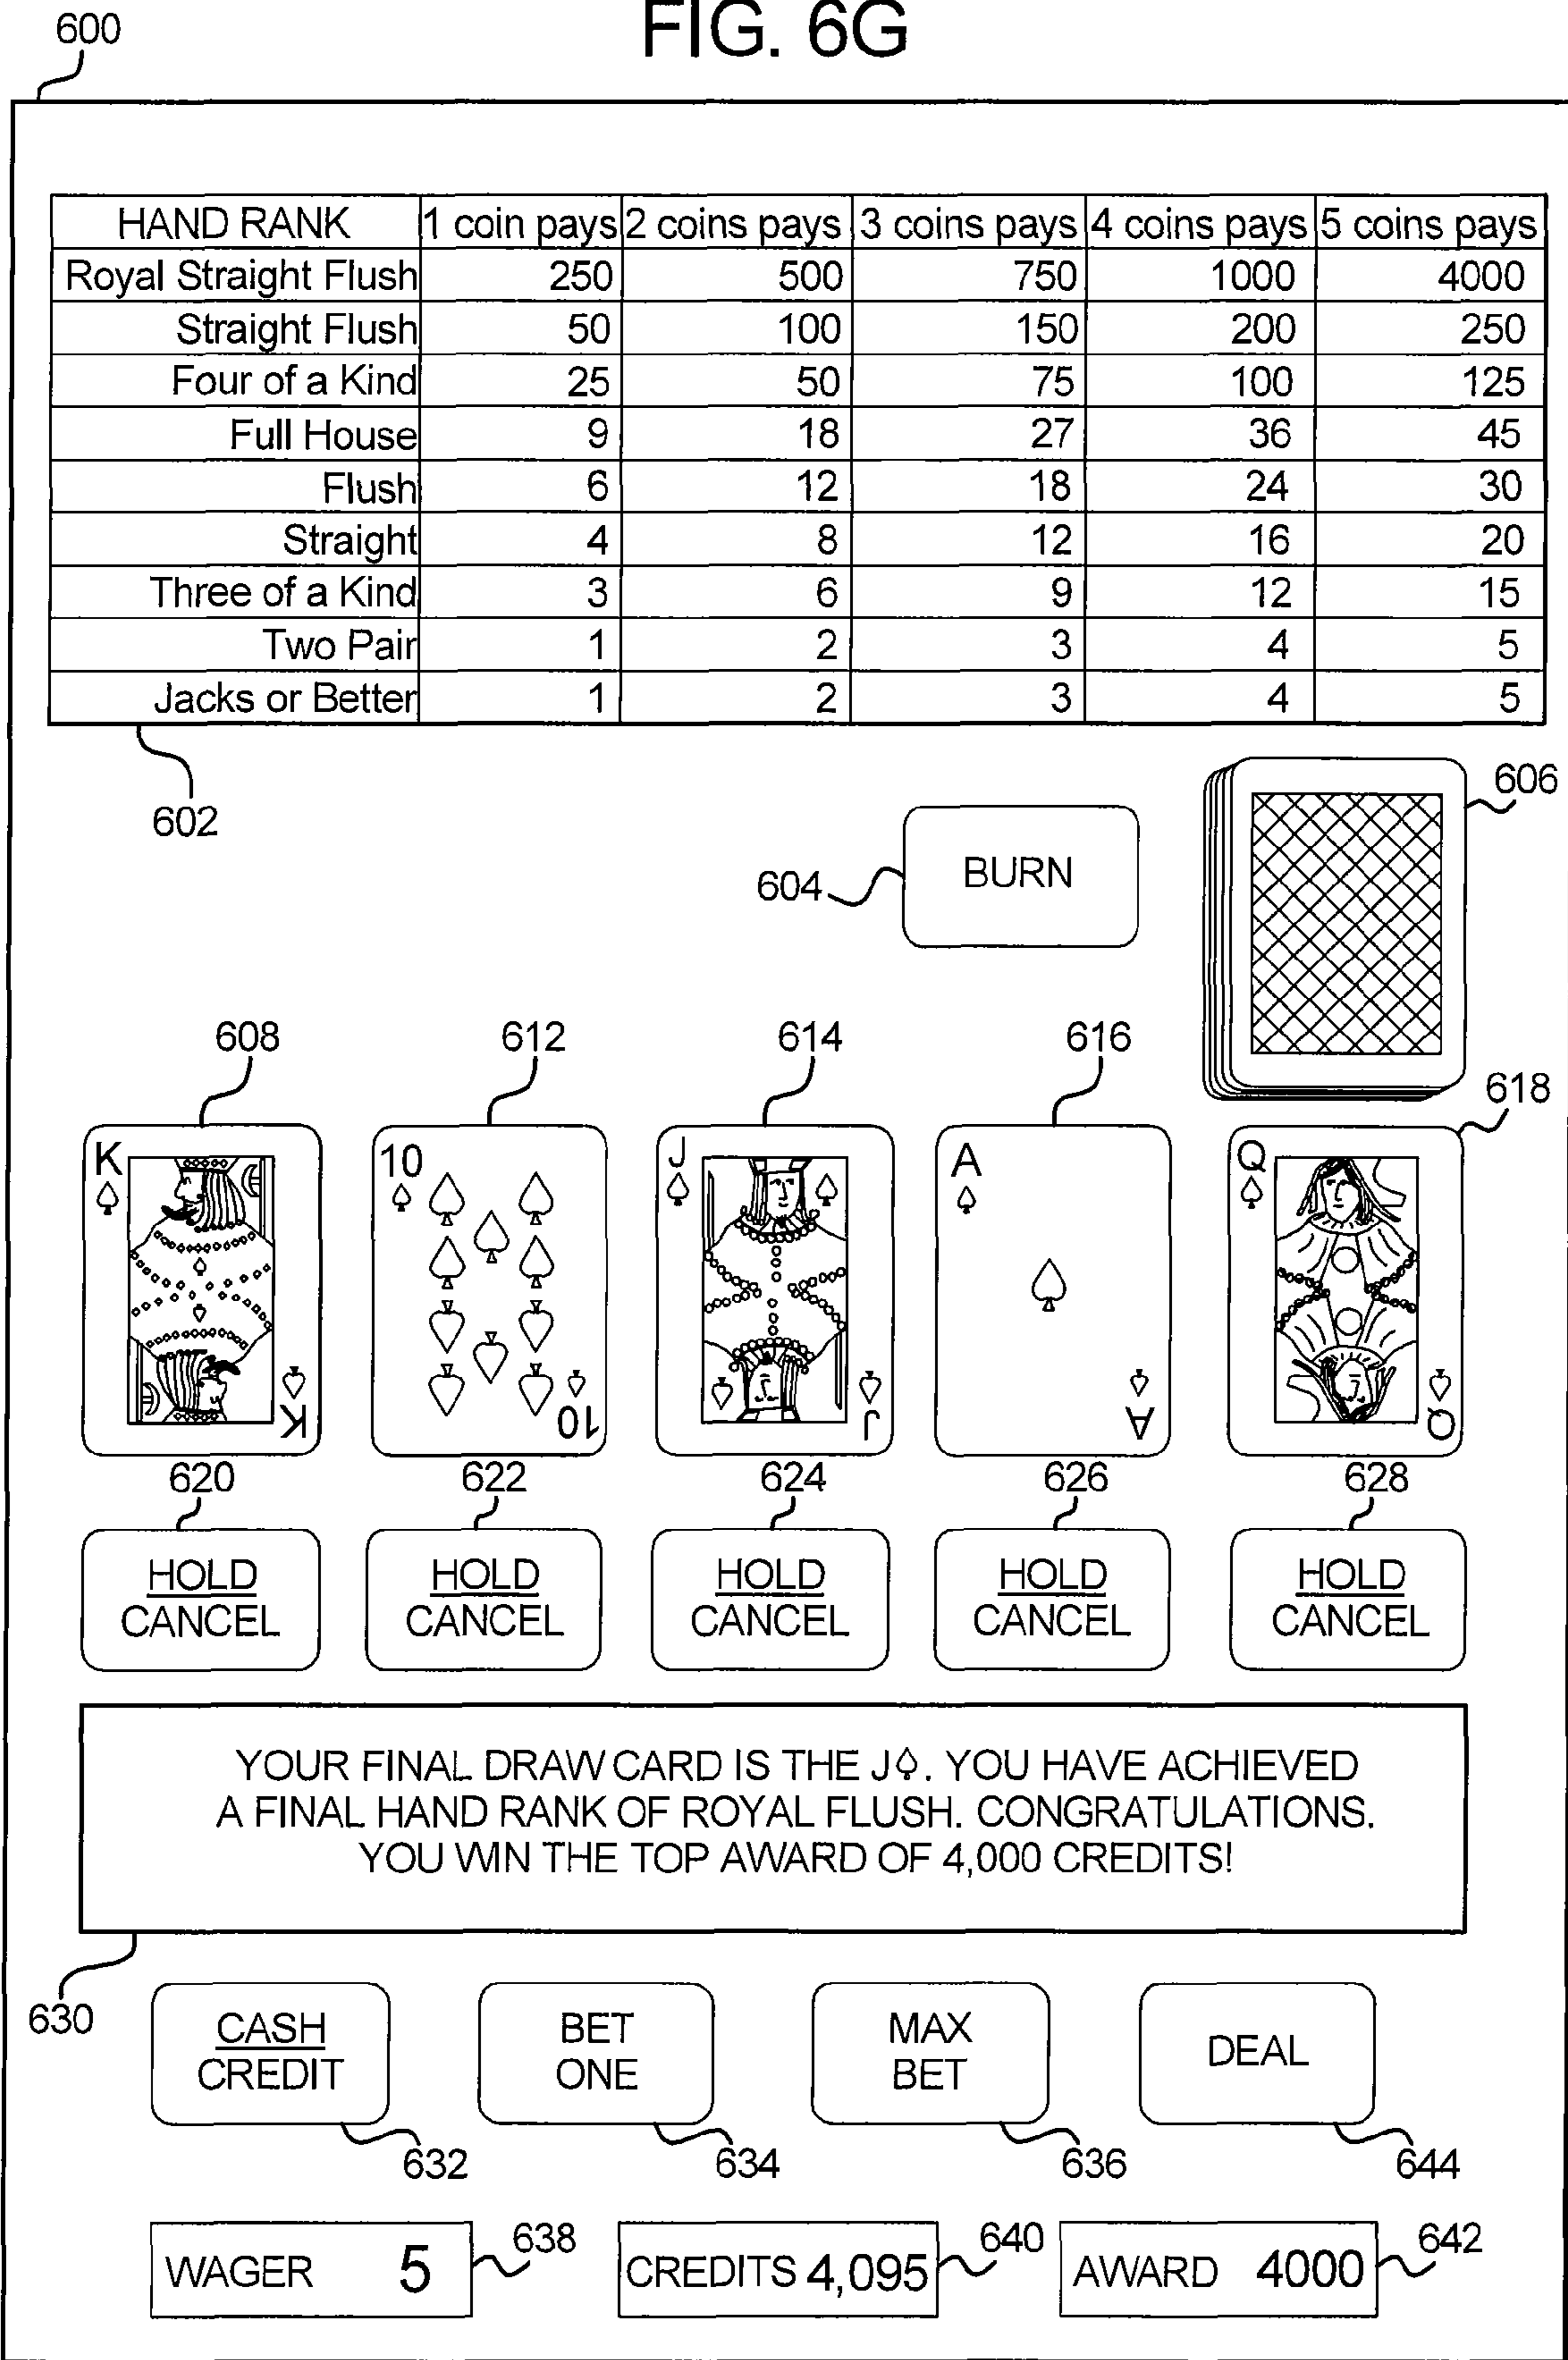 FIG. 6G
600
HAND RANK 1 coin pays 2 coins pays 3 coins pays 4 coins pays 5 coins pays
Royal Straight Flush 250 500 750 1000 4000
Straight Flush 50 100 150 200 250
Four of a Kind 25 50 75 100 125
Full House 9 18 27 36 45
Flush 6 12 18 24 30
Straight 4 8 12 16 20
Three of a Kind 3 6 9 12 15
Two Pair 1 2 3 4 5
Jacks or Better 1 2 3 4 5
602
606
604 BURN
608 612 614 616 618
K 10 J A Q
K 10 J A Q
620 622 624 626 628
HOLD HOLD HOLD HOLD HOLD
CANCEL CANCEL CANCEL CANCEL CANCEL
YOUR FINAL DRAW CARD IS THE J♤. YOU HAVE ACHIEVED
A FINAL HAND RANK OF ROYAL FLUSH. CONGRATULATIONS.
YOU WIN THE TOP AWARD OF 4,000 CREDITS!
630
CASH BET MAX DEAL
CREDIT ONE BET
632 634 636 644
WAGER 5 638 CREDITS 4,095 640 AWARD 4000 642